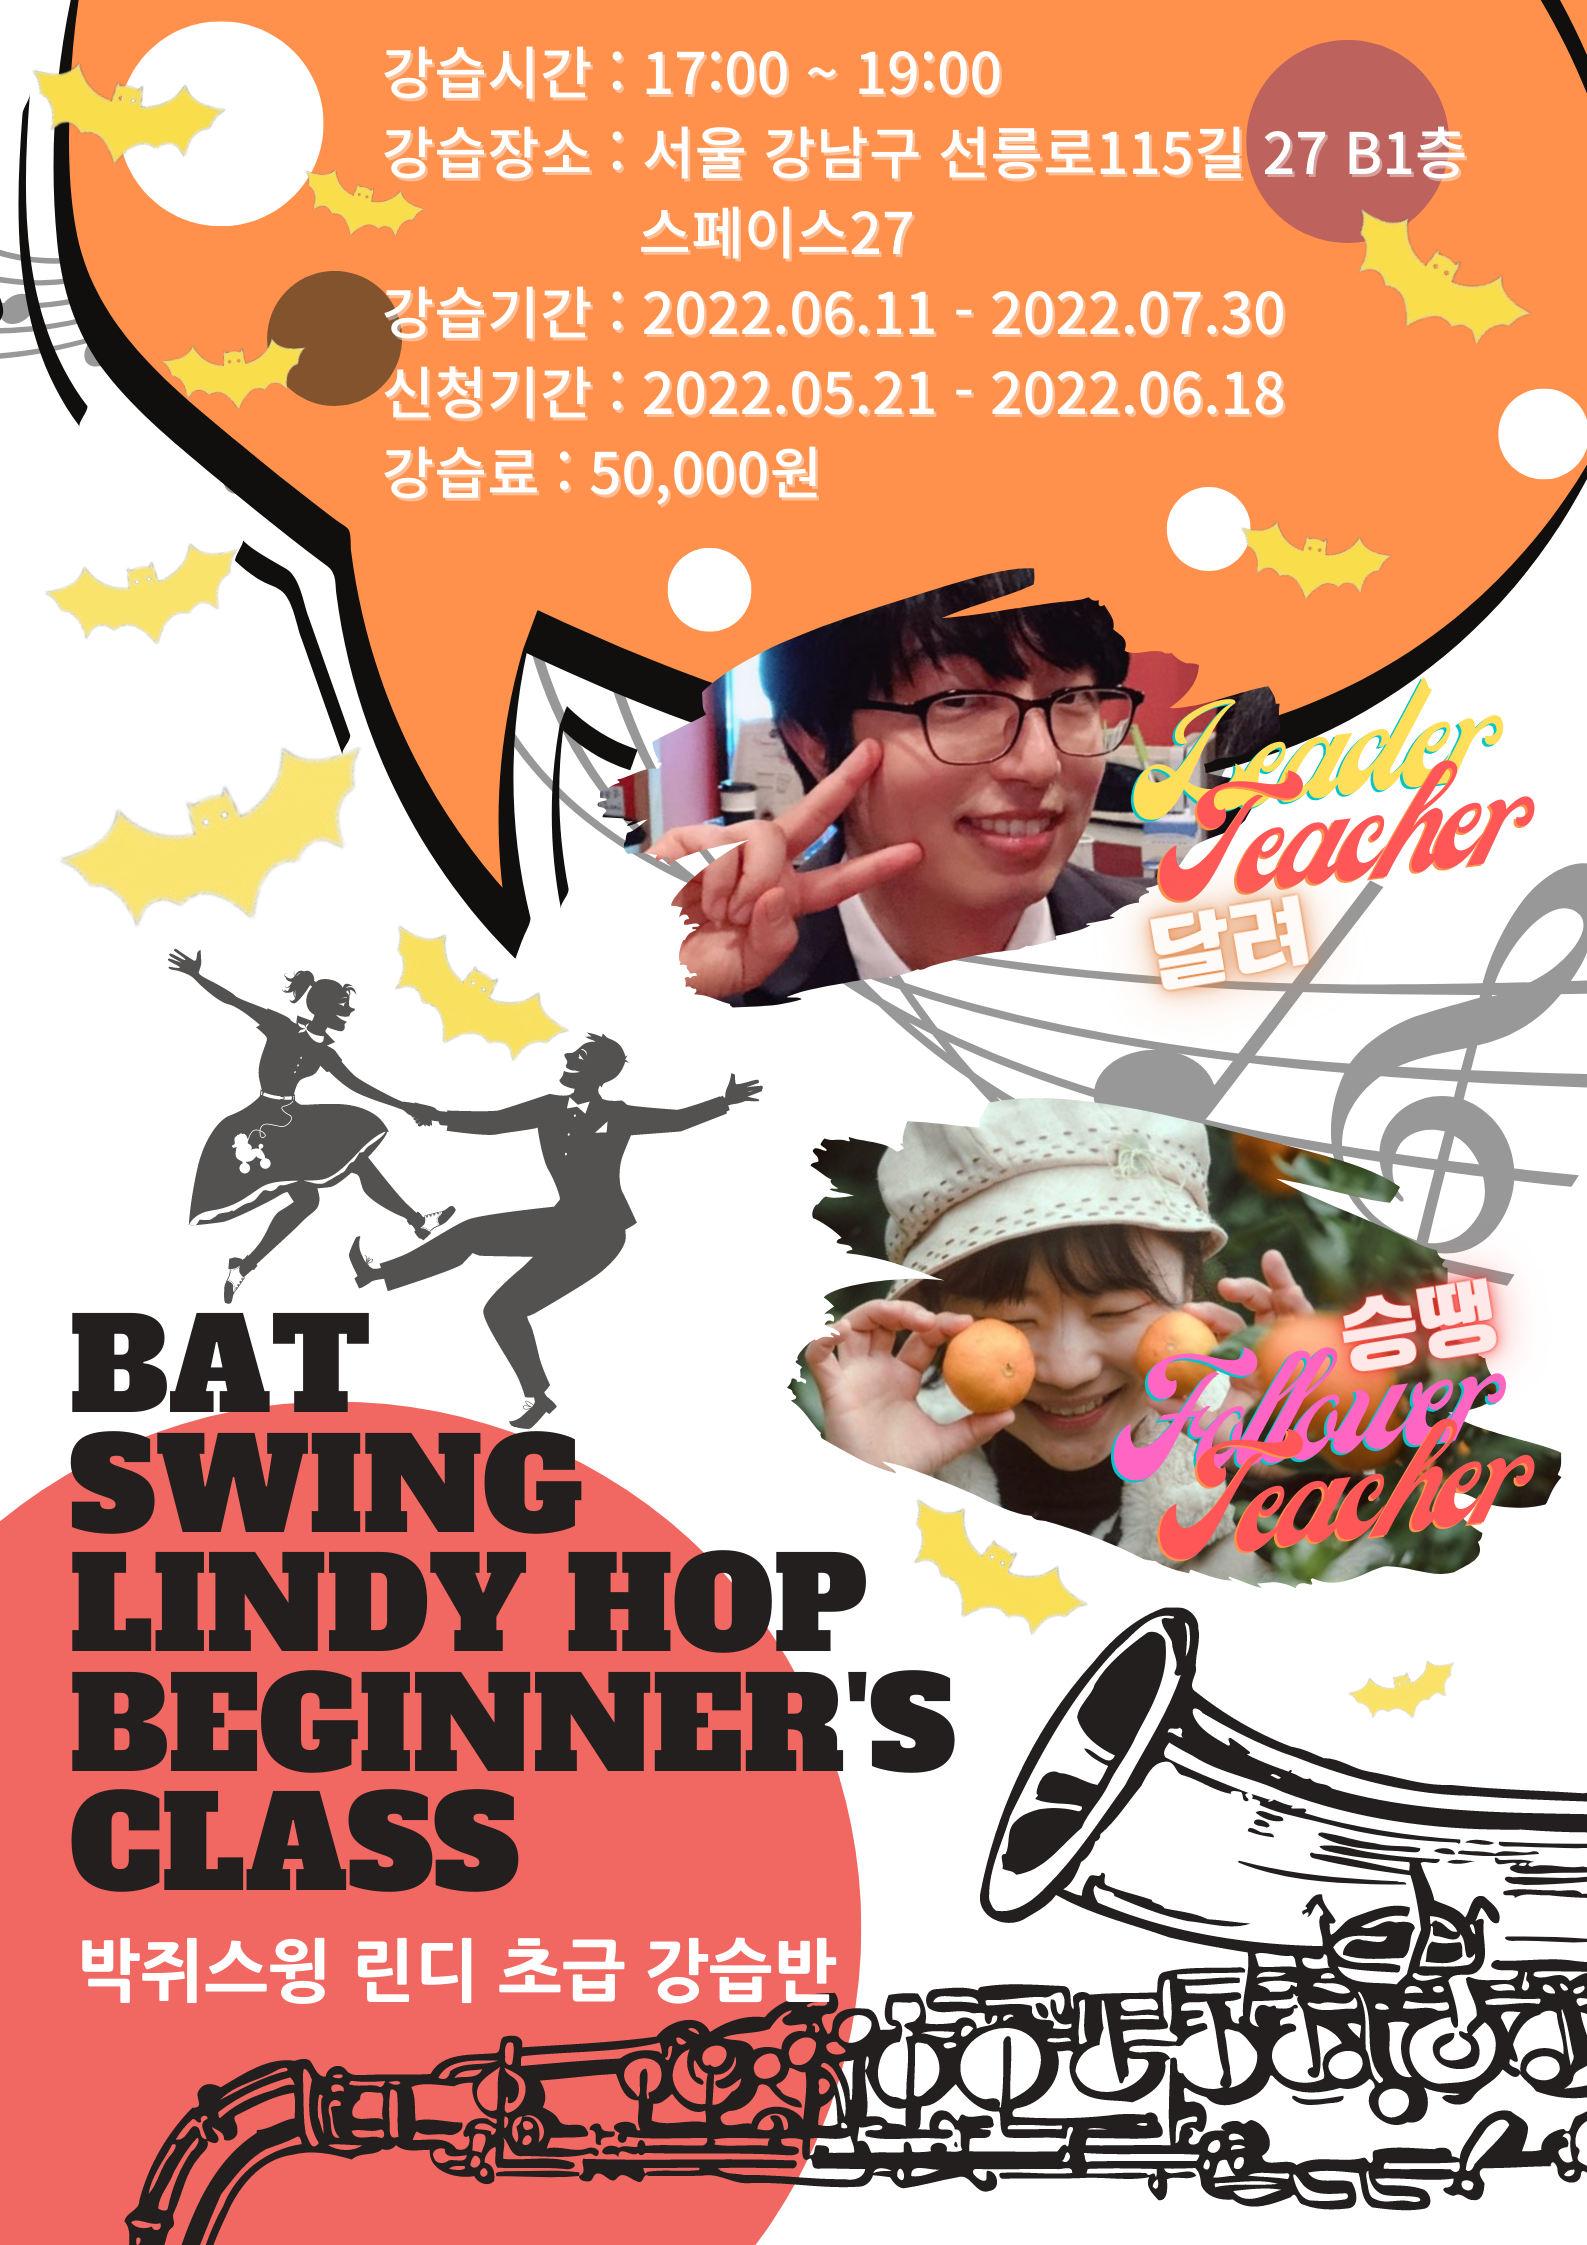 강습시간 : 17:00 ~ 19:00
강습장소 : 서울 강남구 선릉로115길 27 B1층
스페이스27
강습기간 : 2022.06.11 - 2022.07.30
신청기간 : 2022.05.21 - 2022.06.18
강습료 : 50,000원
Leader
Teacher
달려
승땡
Follower
Teacher
BAT
SWING
LINDY HOP
BEGINNER'S
CLASS
박쥐스윙 린디 초급 강습반